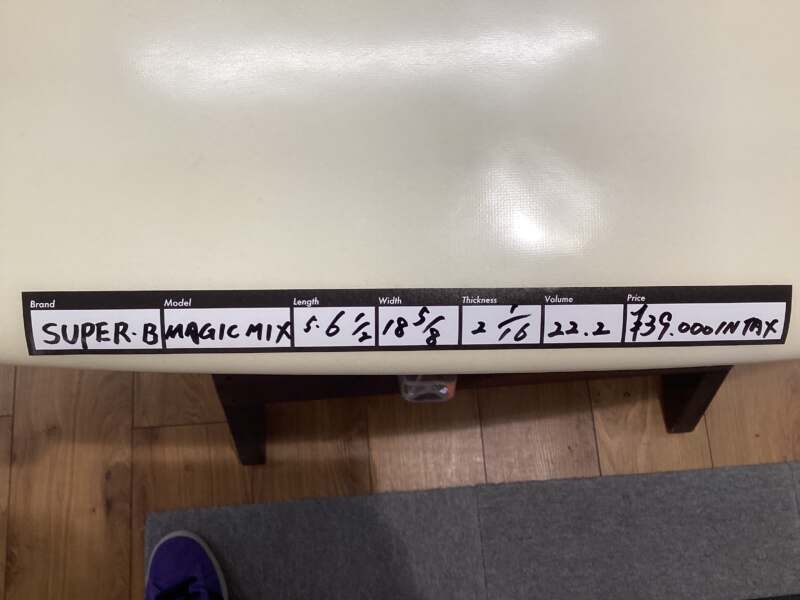 Brand Model Length Width Thickness Volume Price
SUPER-B MAGIC MIX 5.6 1/2 18 5/8 2 1/16 22.2 ¥39.000 IN TAX